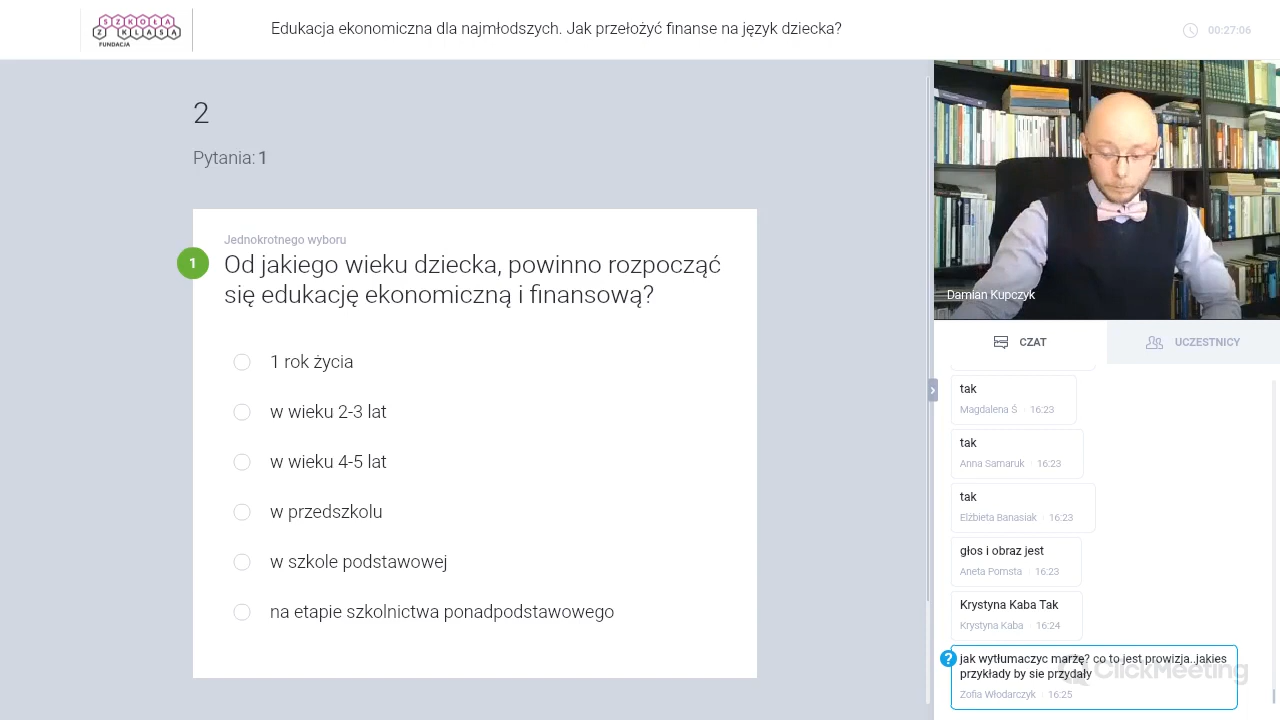 SZKOŁA
Z KLASĄ
FUNDACJA
Edukacja ekonomiczna dla najmłodszych. Jak przełożyć finanse na język dziecka?
00:27:06
2
Pytania: 1
Jednokrotnego wyboru
1
Od jakiego wieku dziecka, powinno rozpocząć
się edukację ekonomiczną i finansową?
1 rok życia
w wieku 2-3 lat
w wieku 4-5 lat
w przedszkolu
w szkole podstawowej
na etapie szkolnictwa ponadpodstawowego
Damian Kupczyk
CZAT
UCZESTNICY
tak
Magdalena Ś 16:23
tak
Anna Samaruk 16:23
tak
Elżbieta Banasiak 16:23
głos i obraz jest
Aneta Pomsta 16:23
Krystyna Kaba Tak
Krystyna Kaba 16:24
?
jak wytłumaczyc marżę? co to jest prowizja..jakies
przykłady by sie przydały
Zofia Włodarczyk 16:25
ClickMeeting